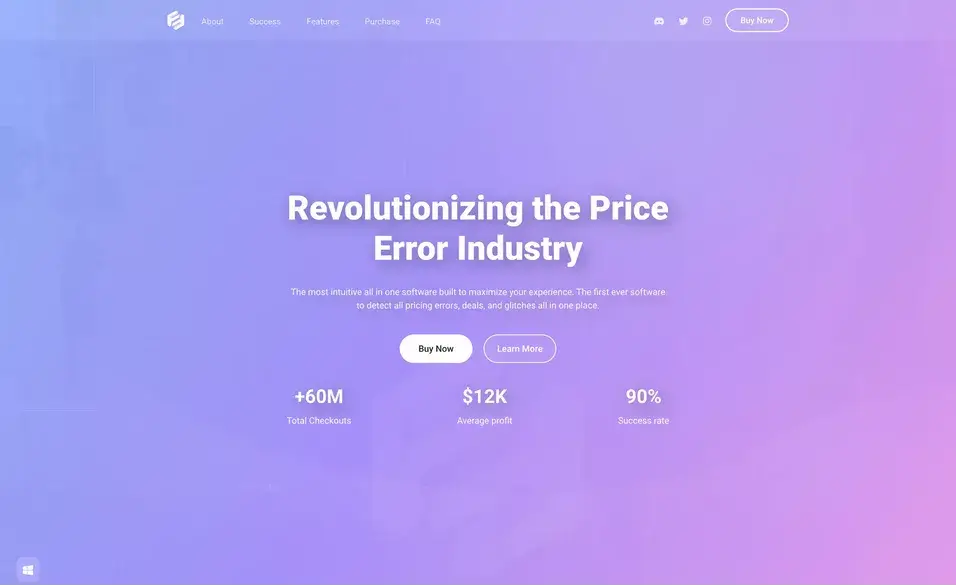 About Success Features Purchase FAQ Buy Now
Revolutionizing the Price
Error Industry
The most intuitive all in one software built to maximize your experience. The first ever software
to detect all pricing errors, deals, and glitches all in one place.
Buy Now Learn More
+60M $12K 90%
Total Checkouts Average profit Success rate